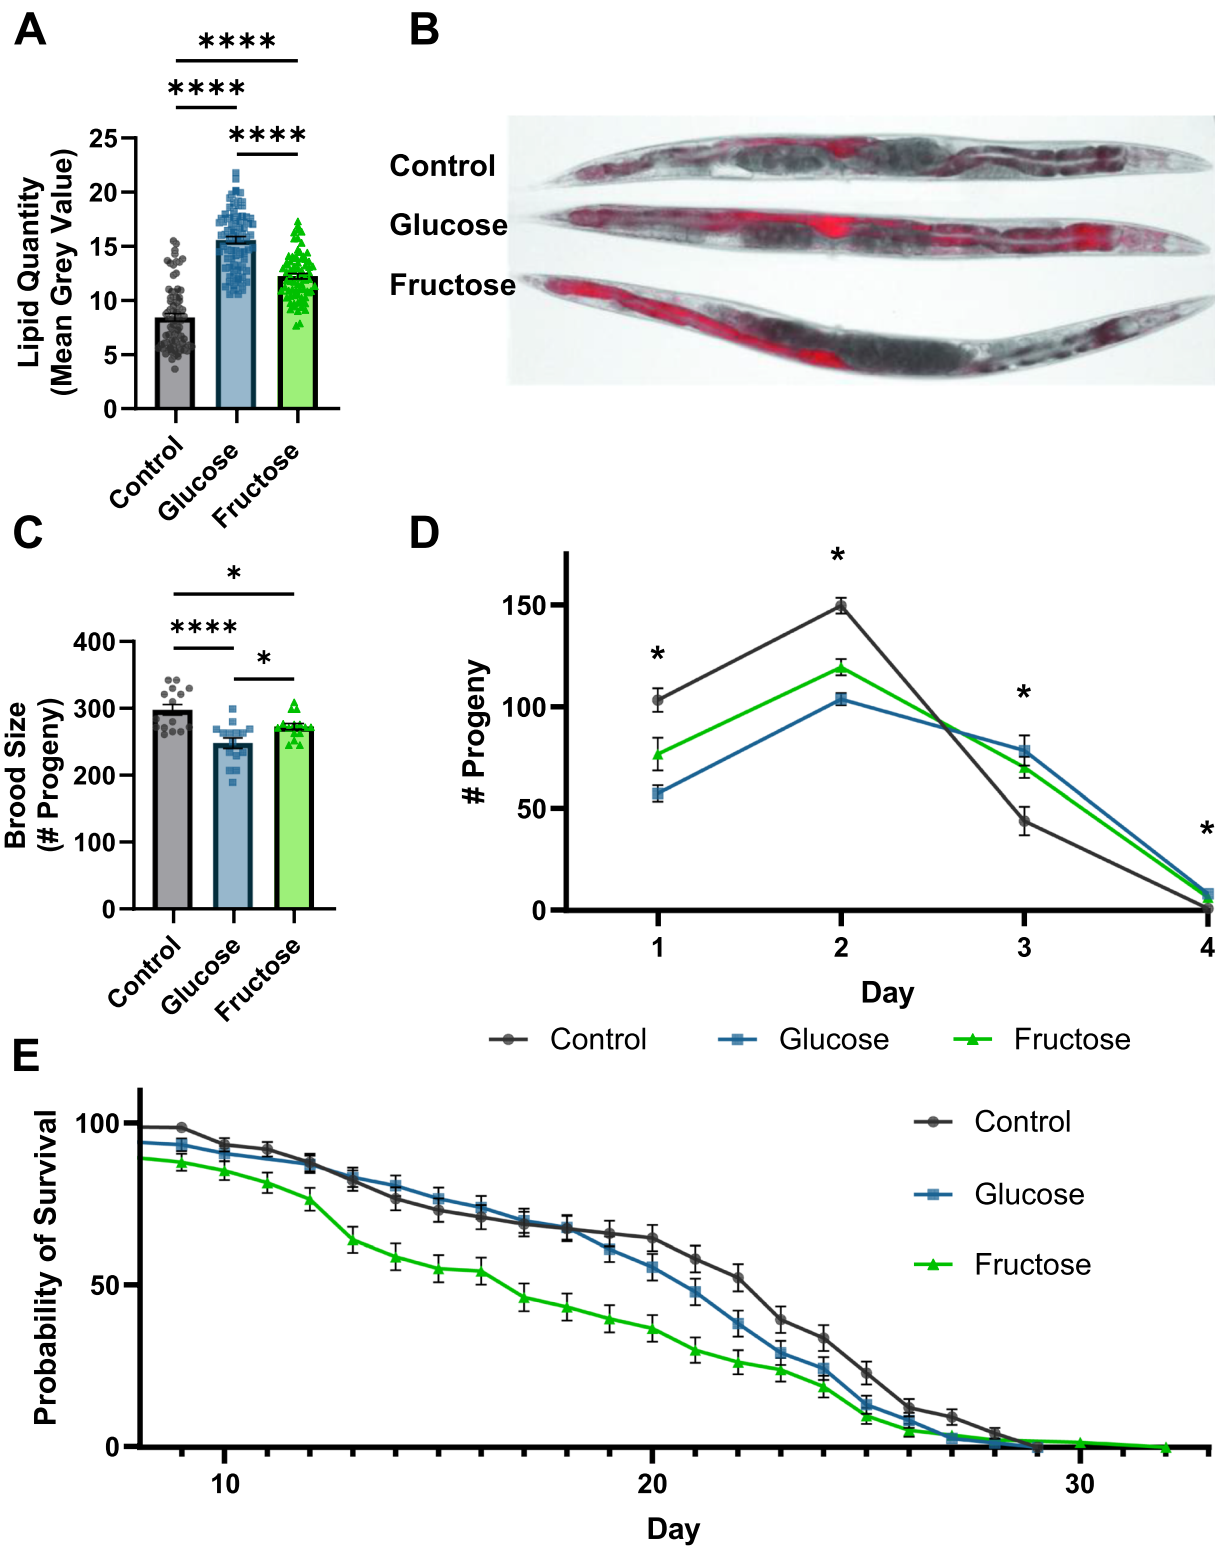 A
****
****
****
25
20
15
10
5
0
Lipid Quantity
(Mean Grey Value)
Control
Glucose
Fructose
B
Control
Glucose
Fructose
C
*
****
*
400
300
200
100
0
Brood Size
(# Progeny)
Control
Glucose
Fructose
D
*
*
*
*
150
100
50
0
# Progeny
1 2 3 4
Day
Control Glucose Fructose
E
100
50
0
Probability of Survival
Control
Glucose
Fructose
10 20 30
Day